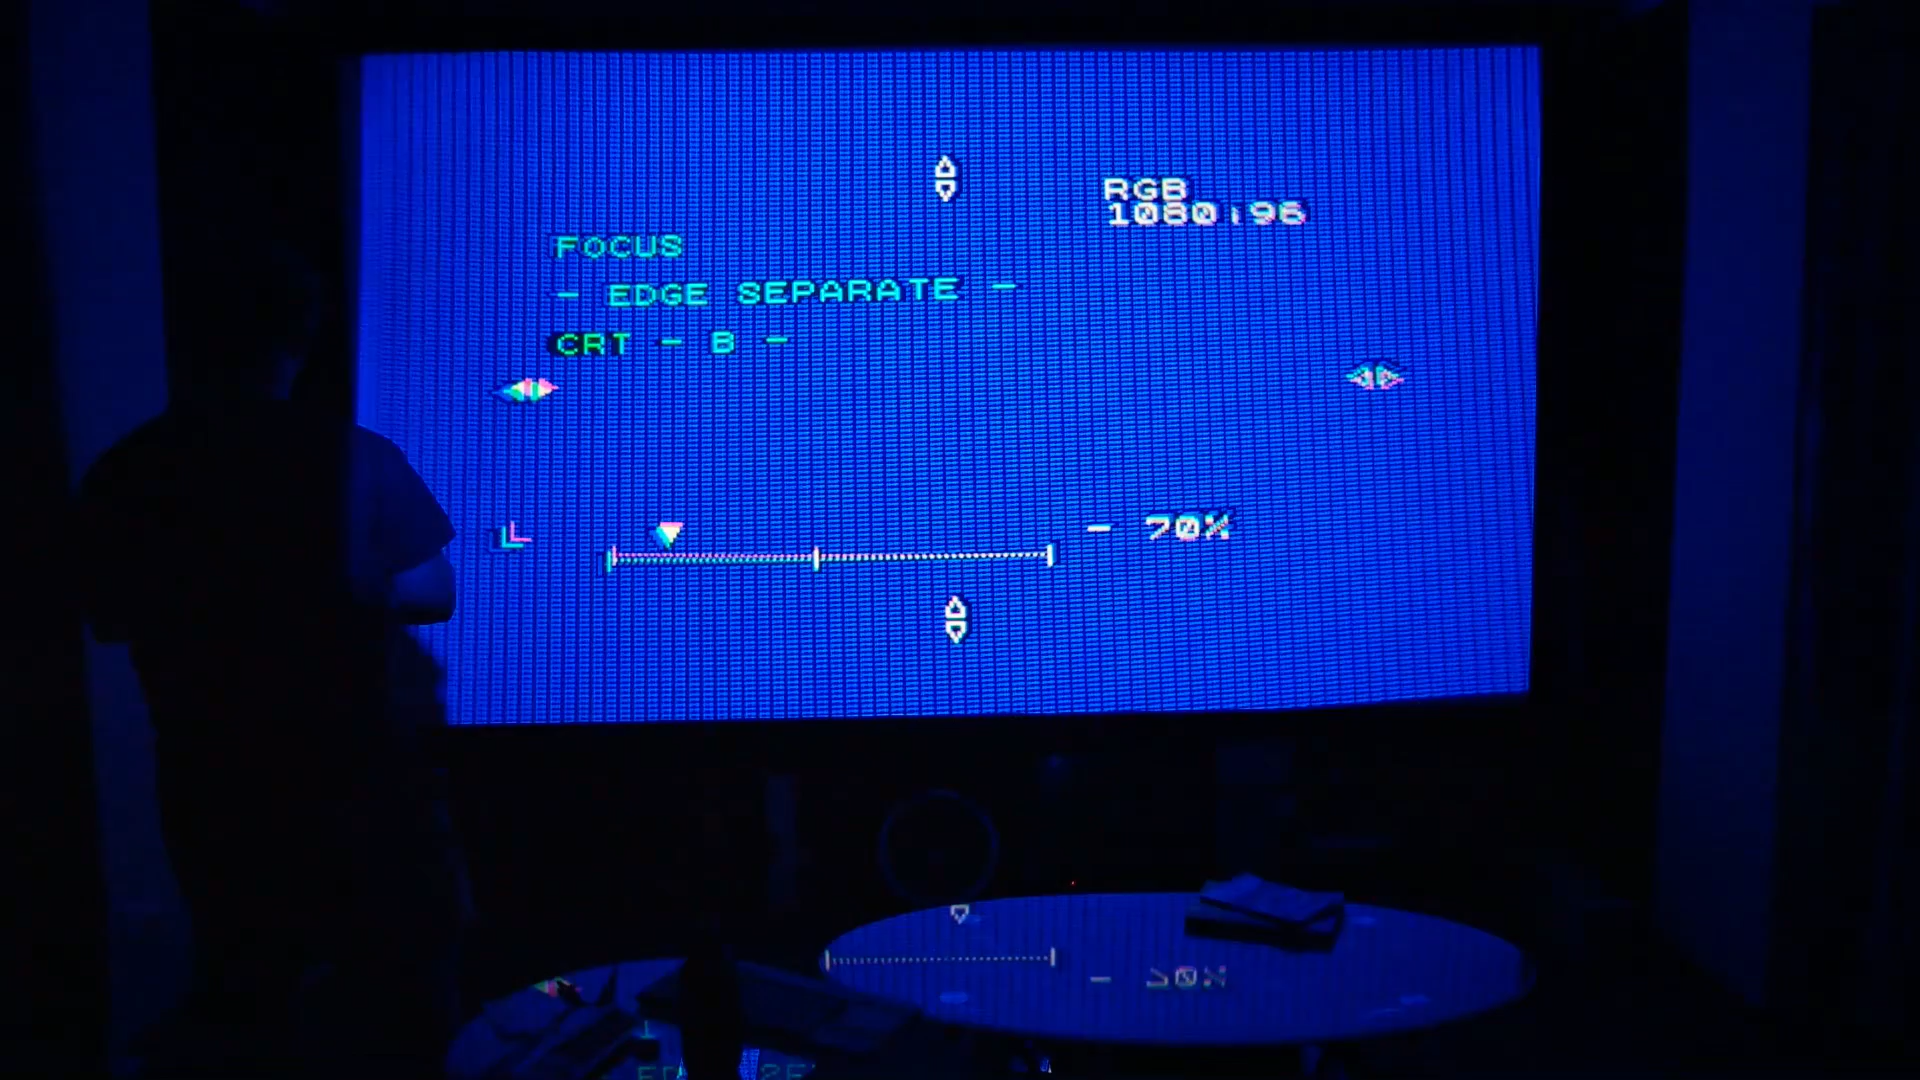 RGB
1080i96
FOCUS
- EDGE SEPARATE -
CRT - B -
- 70%